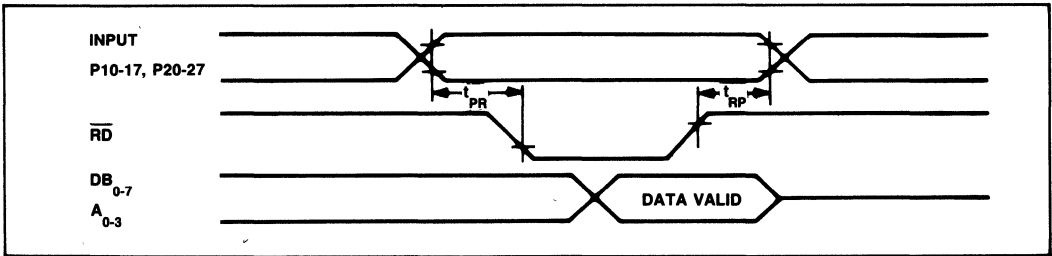 INPUT
P10-17, P20-27
tPR
tRP
RD
DB0-7
DATA VALID
A0-3